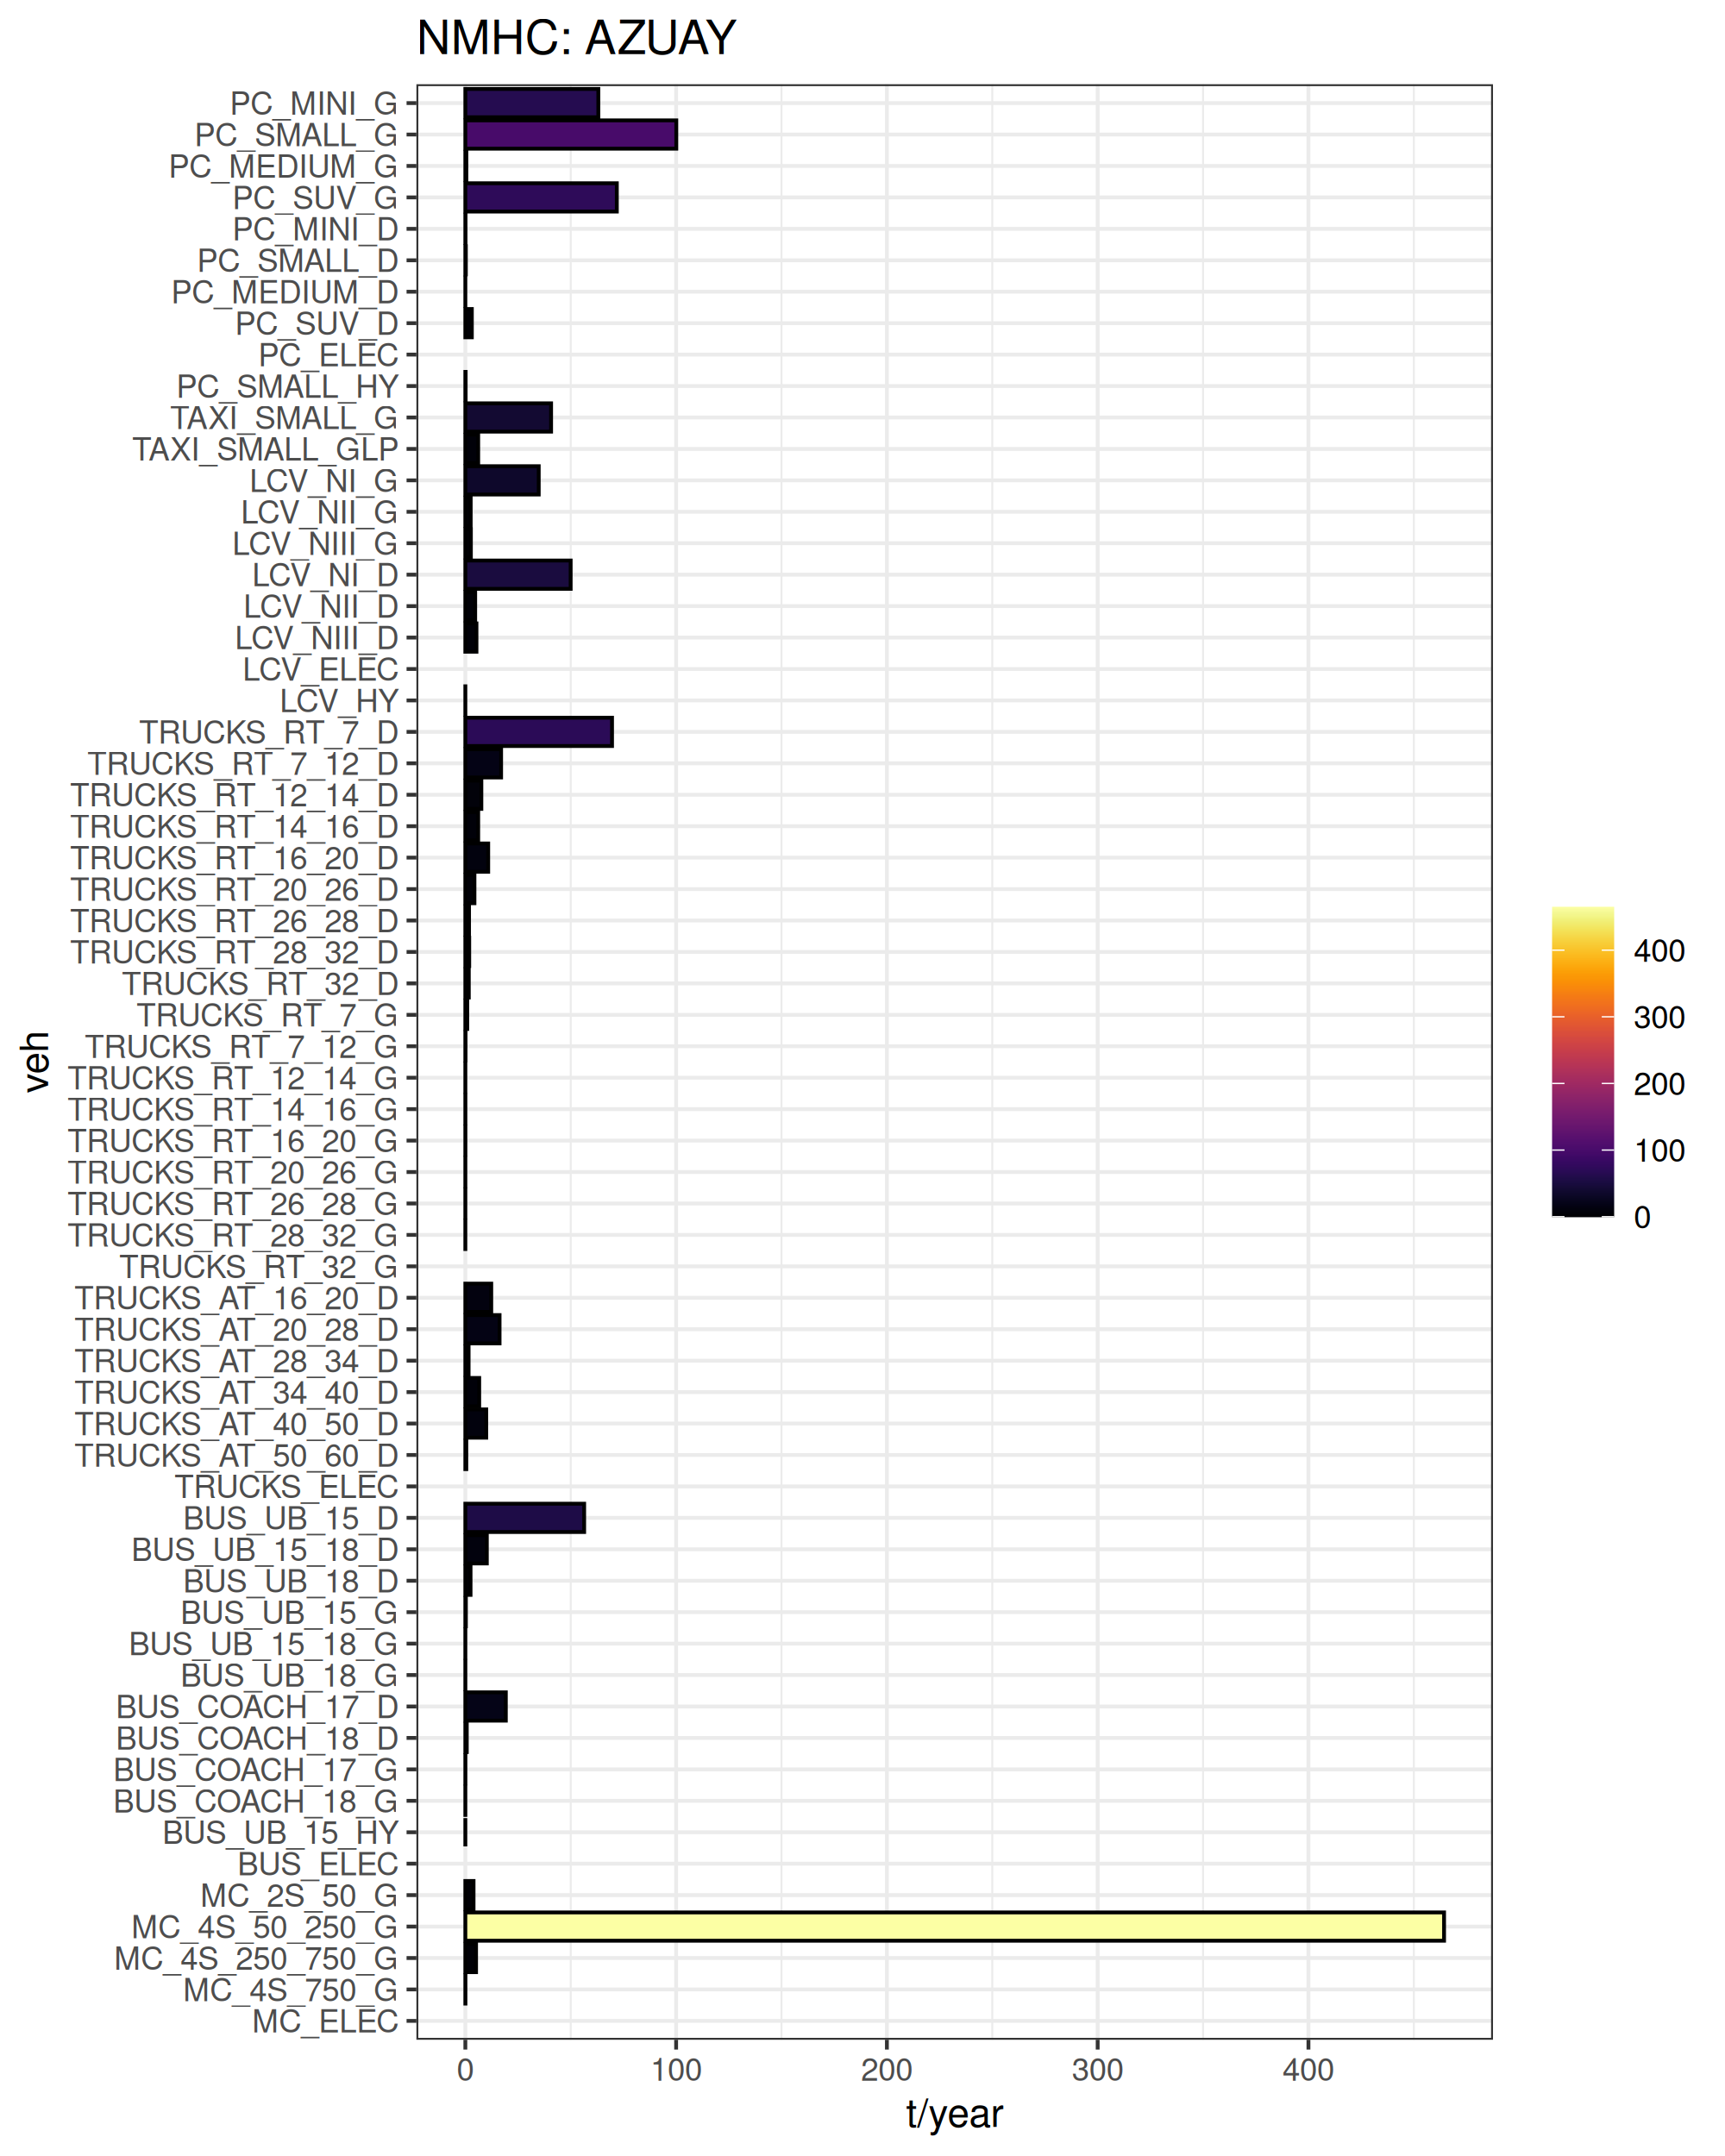 NMHC: AZUAY
PC_MINI_G
PC_SMALL_G
PC_MEDIUM_G
PC_SUV_G
PC_MINI_D
PC_SMALL_D
PC_MEDIUM_D
PC_SUV_D
PC_ELEC
PC_SMALL_HY
TAXI_SMALL_G
TAXI_SMALL_GLP
LCV_NI_G
LCV_NII_G
LCV_NIII_G
LCV_NI_D
LCV_NII_D
LCV_NIII_D
LCV_ELEC
LCV_HY
TRUCKS_RT_7_D
TRUCKS_RT_7_12_D
TRUCKS_RT_12_14_D
TRUCKS_RT_14_16_D
TRUCKS_RT_16_20_D
TRUCKS_RT_20_26_D
TRUCKS_RT_26_28_D
TRUCKS_RT_28_32_D
TRUCKS_RT_32_D
TRUCKS_RT_7_G
TRUCKS_RT_7_12_G
TRUCKS_RT_12_14_G
TRUCKS_RT_14_16_G
TRUCKS_RT_16_20_G
TRUCKS_RT_20_26_G
TRUCKS_RT_26_28_G
TRUCKS_RT_28_32_G
TRUCKS_RT_32_G
TRUCKS_AT_16_20_D
TRUCKS_AT_20_28_D
TRUCKS_AT_28_34_D
TRUCKS_AT_34_40_D
TRUCKS_AT_40_50_D
TRUCKS_AT_50_60_D
TRUCKS_ELEC
BUS_UB_15_D
BUS_UB_15_18_D
BUS_UB_18_D
BUS_UB_15_G
BUS_UB_15_18_G
BUS_UB_18_G
BUS_COACH_17_D
BUS_COACH_18_D
BUS_COACH_17_G
BUS_COACH_18_G
BUS_UB_15_HY
BUS_ELEC
MC_2S_50_G
MC_4S_50_250_G
MC_4S_250_750_G
MC_4S_750_G
MC_ELEC
veh
0 100 200 300 400
t/year
400
300
200
100
0